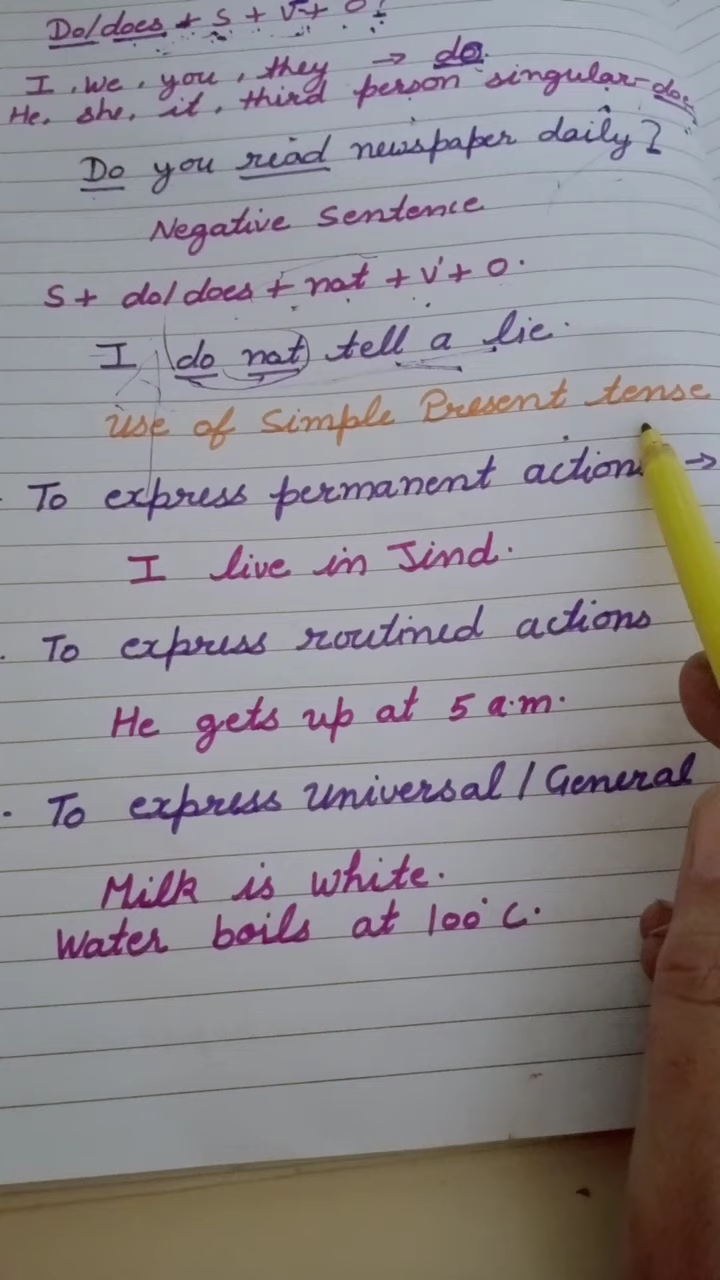 Do/does + S + V' + O ?
I, we, you, they → do.
He, she, it, third person singular-does
Do you read newspaper daily?
Negative Sentence
S + do/does + not + V' + O.
I do not tell a lie.
Use of Simple Present tense
To express permanent action →
I live in Jind.
To express routined actions
He gets up at 5 a.m.
To express Universal / General
Milk is white.
Water boils at 100°C.